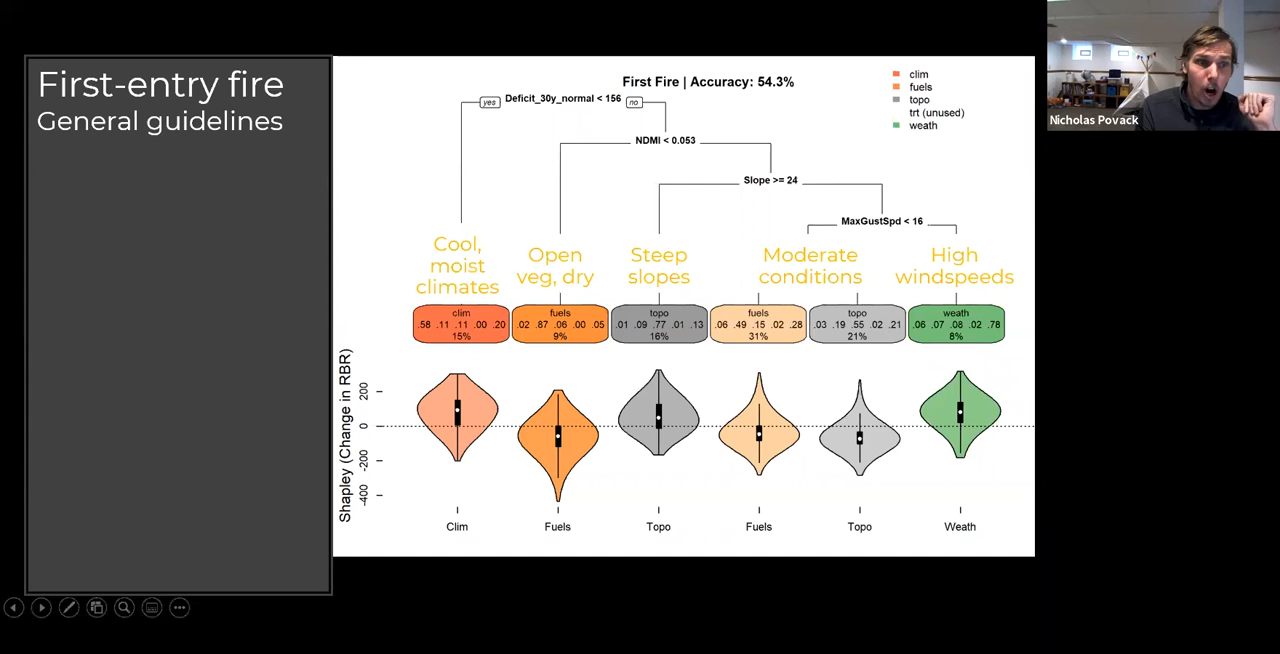 First-entry fire
General guidelines
First Fire | Accuracy: 54.3%
clim
fuels
topo
trt (unused)
weath
yes Deficit_30y_normal < 156 no
NDMI < 0.053
Slope >= 24
MaxGustSpd < 16
Cool,
moist
climates
Open
veg, dry
Steep
slopes
Moderate
conditions
High
windspeeds
clim
.58 .11 .11 .00 .20
15%
fuels
.02 .87 .06 .00 .05
9%
topo
.01 .09 .77 .01 .13
16%
fuels
.06 .49 .15 .02 .28
31%
topo
.03 .19 .55 .02 .21
21%
weath
.06 .07 .08 .02 .78
8%
Shapley (Change in RBR)
200
0
-200
-400
Clim Fuels Topo Fuels Topo Weath
Nicholas Povack